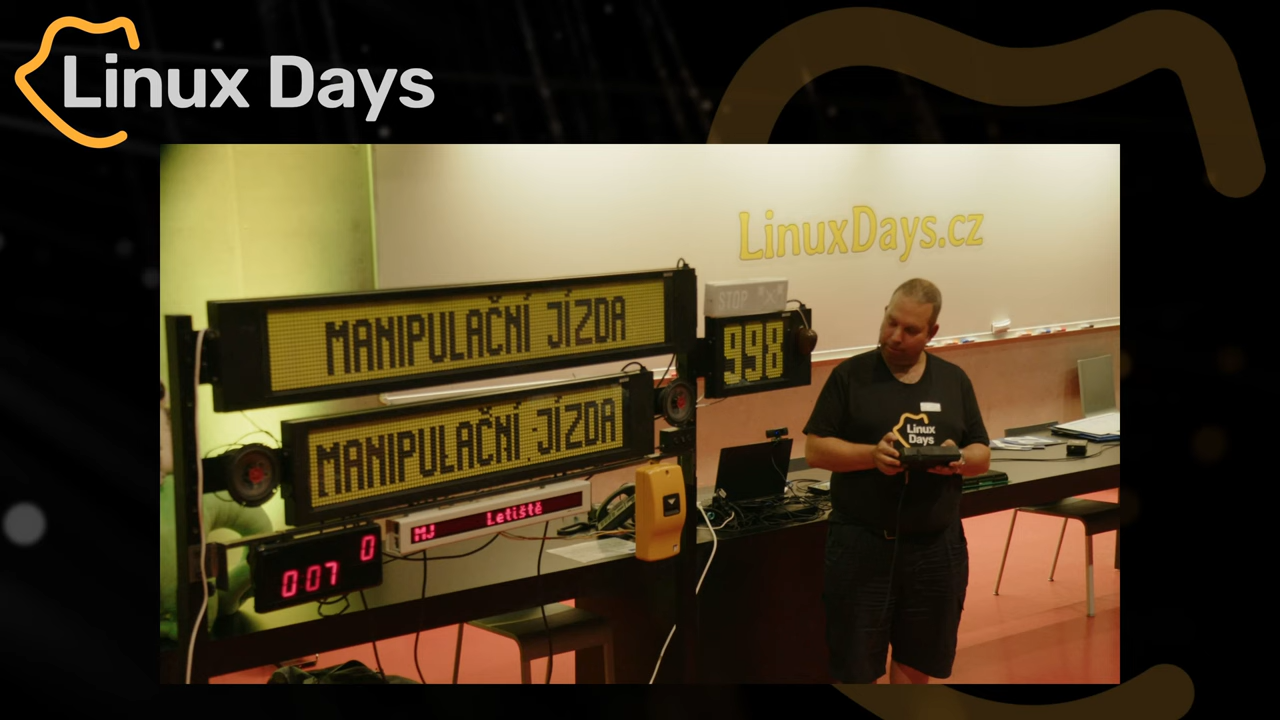 Linux Days
LinuxDays.cz
STOP
MANIPULAČNÍ JÍZDA
998
MANIPULAČNÍ JÍZDA
Linux
Days
MJ Letiště
0
007